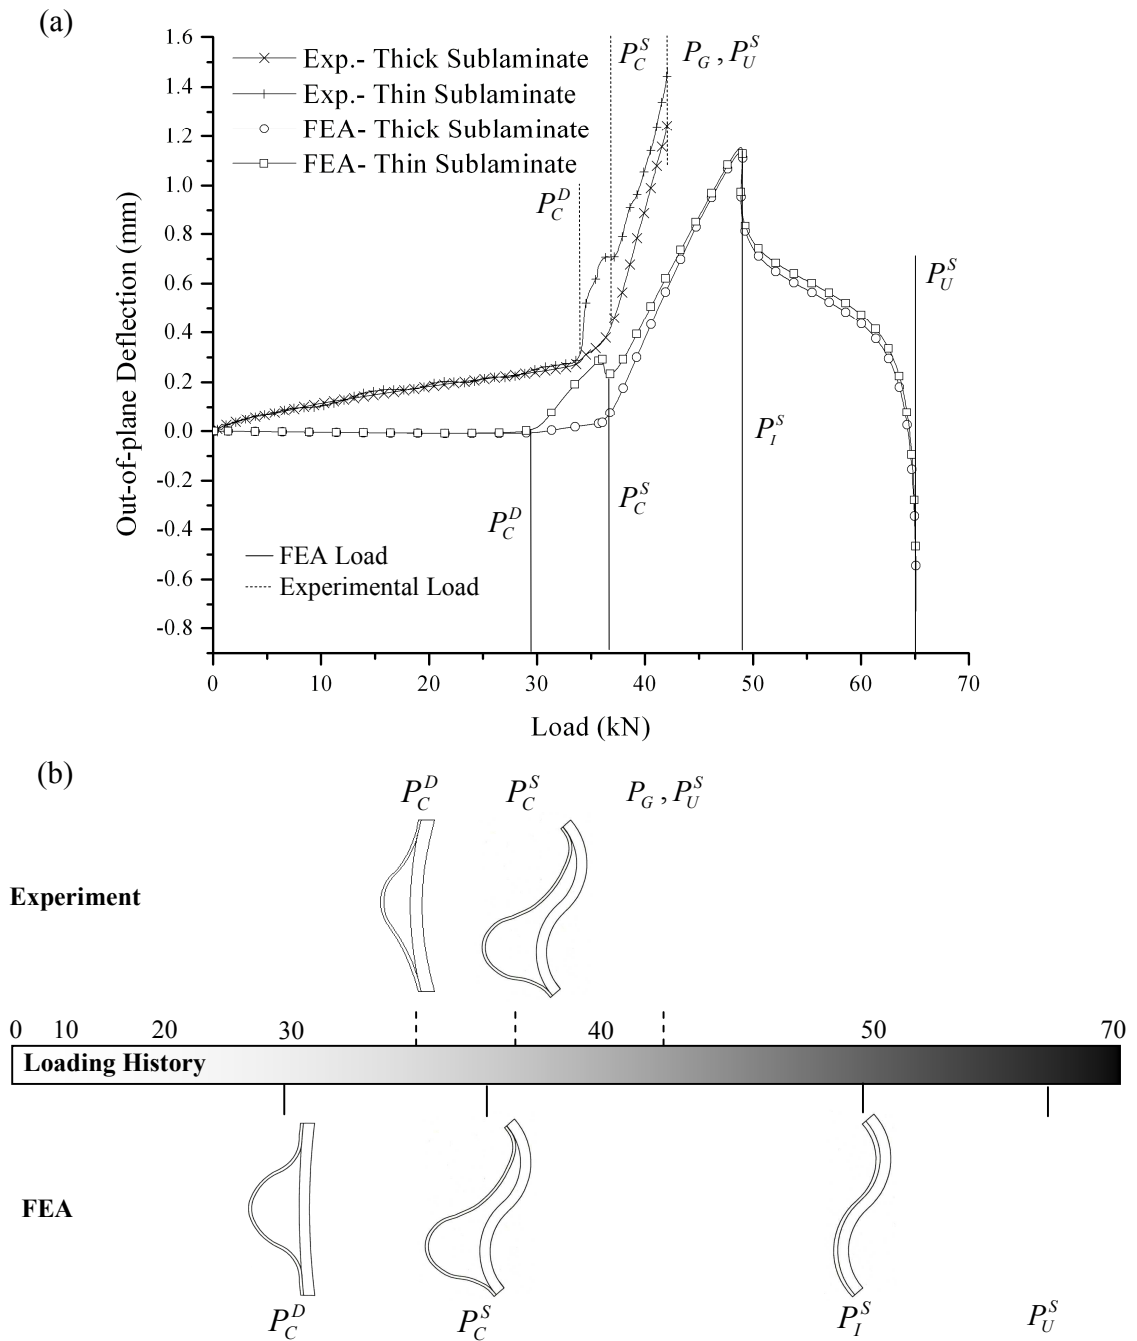 (a)
1.6
1.4
1.2
1.0
0.8
0.6
0.4
0.2
0.0
-0.2
-0.4
-0.6
-0.8
Out-of-plane Deflection (mm)
Exp.- Thick Sublaminate
Exp.- Thin Sublaminate
FEA- Thick Sublaminate
FEA- Thin Sublaminate
P_C^S
P_G , P_U^S
P_C^D
P_U^S
P_I^S
P_C^S
P_C^D
FEA Load
Experimental Load
0 10 20 30 40 50 60 70
Load (kN)
(b)
P_C^D P_C^S P_G , P_U^S
Experiment
0 10 20 30 40 50 70
Loading History
FEA
P_C^D P_C^S P_I^S P_U^S